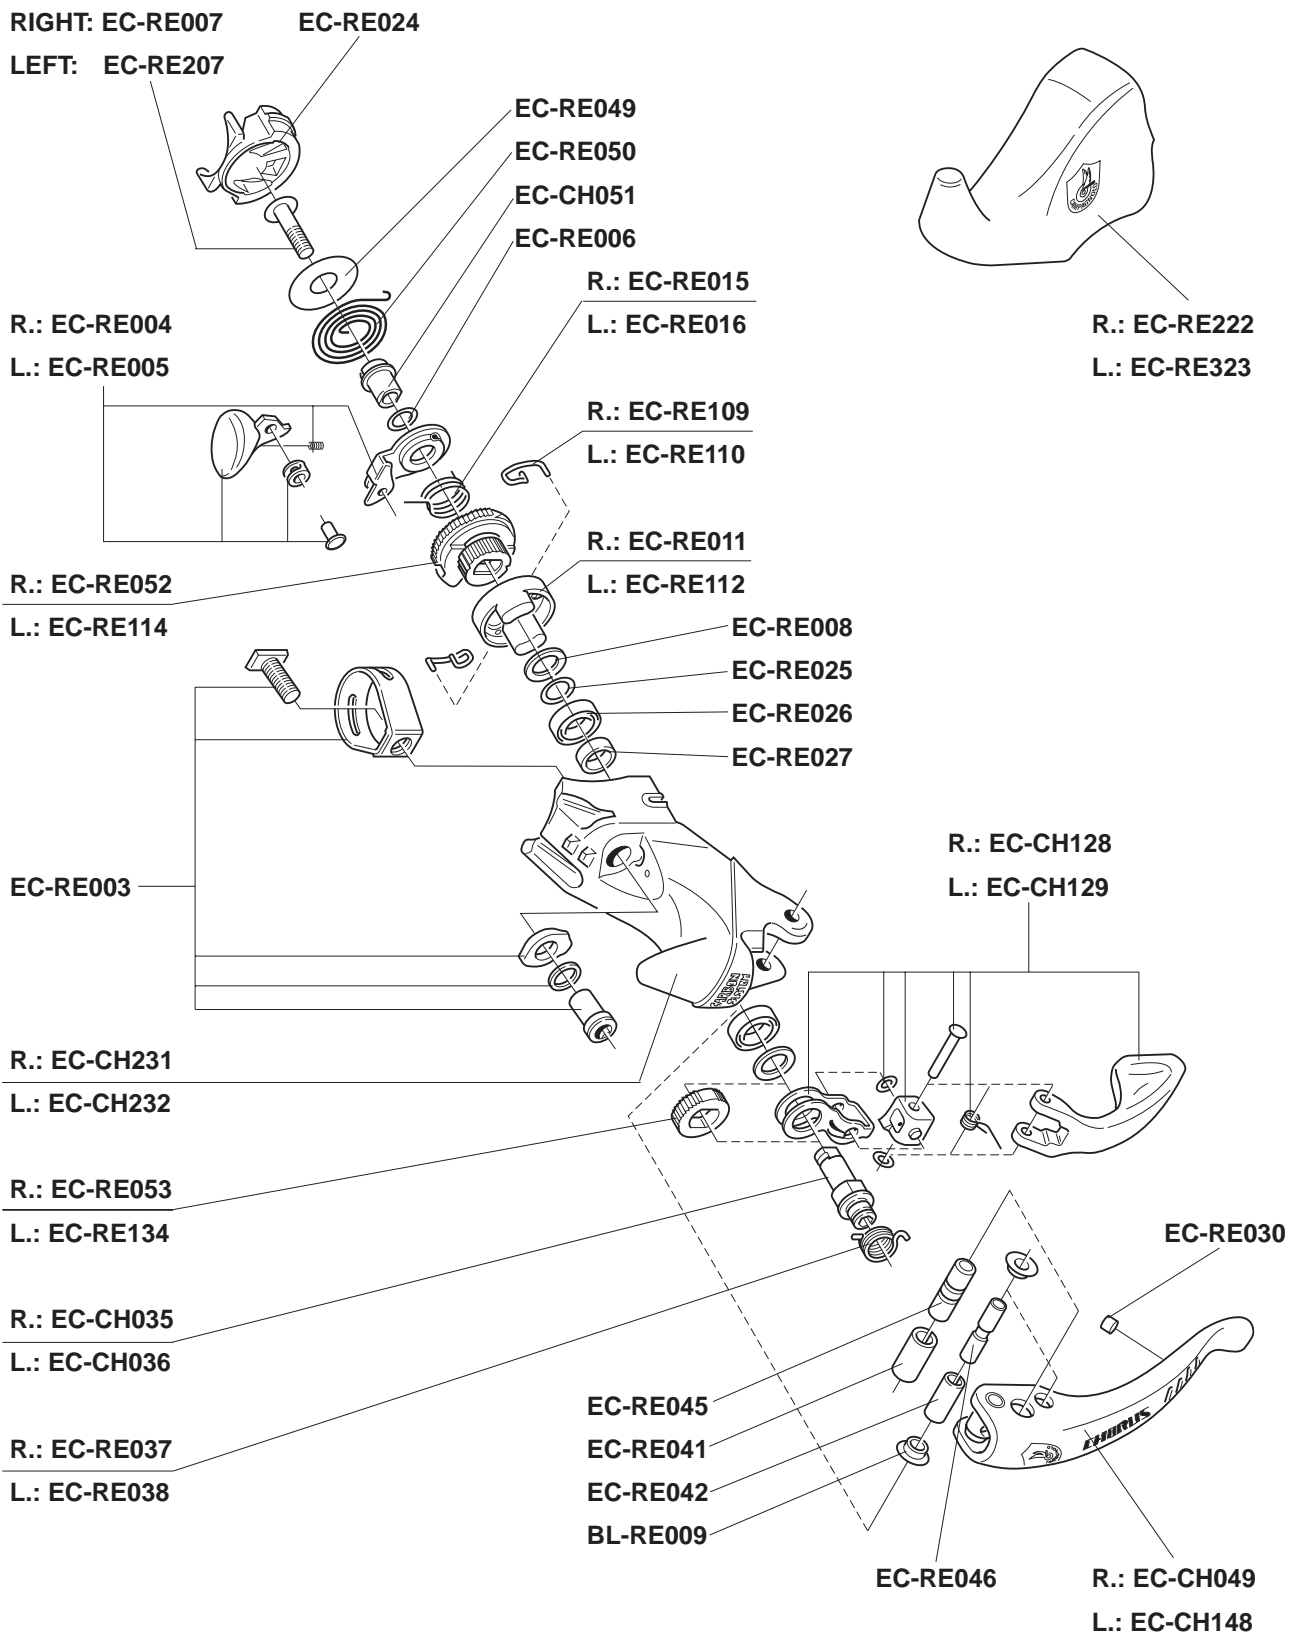 RIGHT: EC-RE007 EC-RE024
LEFT: EC-RE207
EC-RE049
EC-RE050
EC-CH051
EC-RE006
R.: EC-RE015
L.: EC-RE016
R.: EC-RE004
L.: EC-RE005
R.: EC-RE222
L.: EC-RE323
R.: EC-RE109
L.: EC-RE110
R.: EC-RE011
L.: EC-RE112
R.: EC-RE052
L.: EC-RE114
EC-RE008
EC-RE025
EC-RE026
EC-RE027
R.: EC-CH128
L.: EC-CH129
EC-RE003
R.: EC-CH231
L.: EC-CH232
R.: EC-RE053
L.: EC-RE134
EC-RE030
R.: EC-CH035
L.: EC-CH036
EC-RE045
CHORUS
R.: EC-RE037
EC-RE041
L.: EC-RE038
EC-RE042
BL-RE009
EC-RE046
R.: EC-CH049
L.: EC-CH148